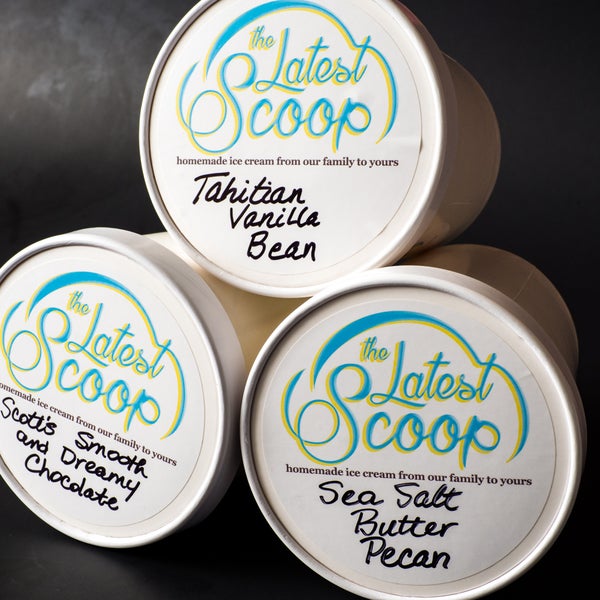 the Latest
Scoop
homemade ice cream from our family to yours
Tahitian
Vanilla
Bean
the Latest
Scoop
homemade ice cream from our family to yours
Scott's Smooth
and Dreamy
Chocolate
the Latest
Scoop
homemade ice cream from our family to yours
Sea Salt
Butter
Pecan